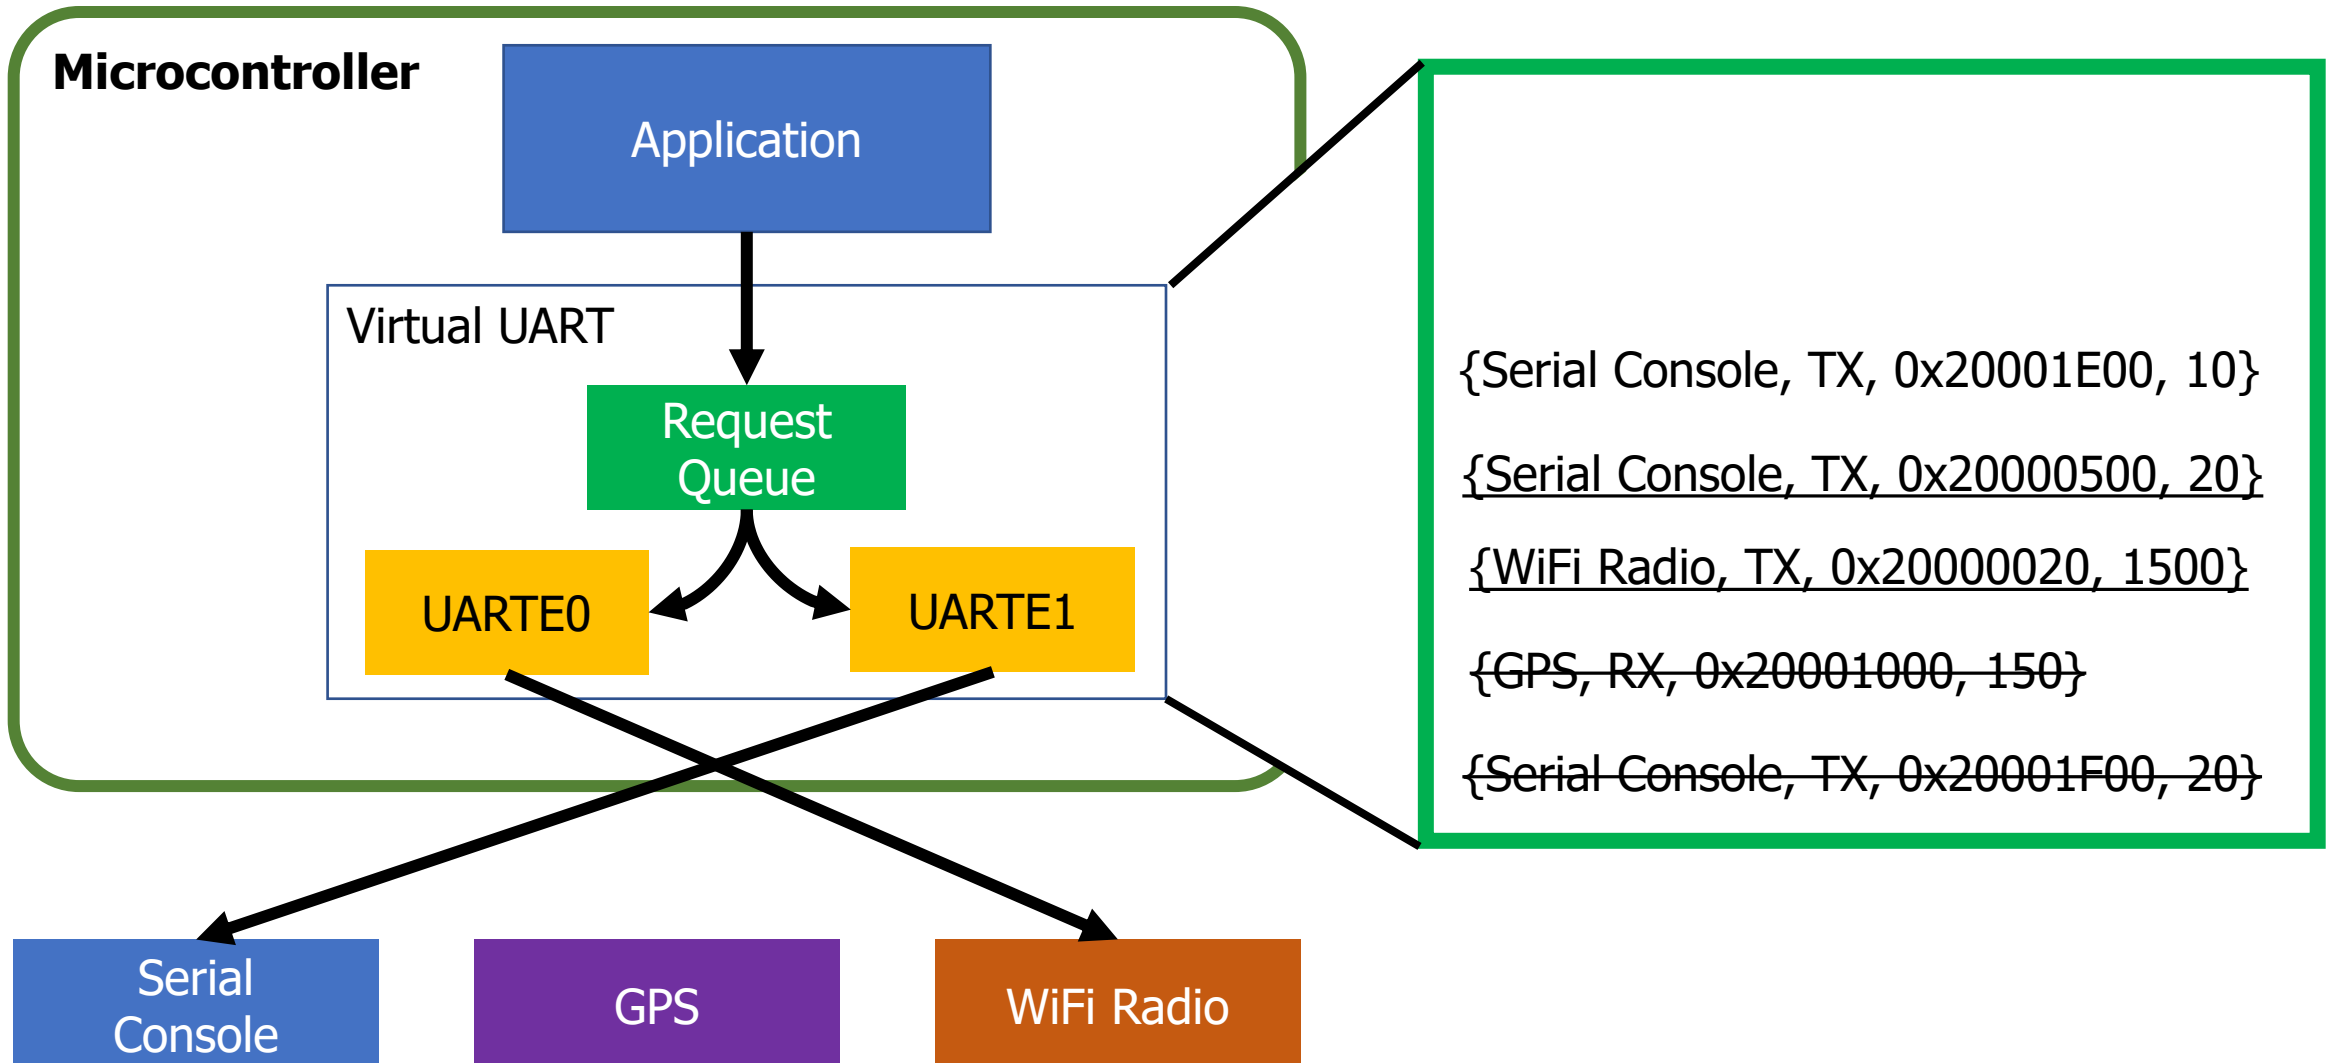 Microcontroller
Application
Virtual UART
Request
Queue
UARTE0
UARTE1
Serial
Console
GPS
WiFi Radio
{Serial Console, TX, 0x20001E00, 10}
{Serial Console, TX, 0x20000500, 20}
{WiFi Radio, TX, 0x20000020, 1500}
{GPS, RX, 0x20001000, 150}
{Serial Console, TX, 0x20001F00, 20}